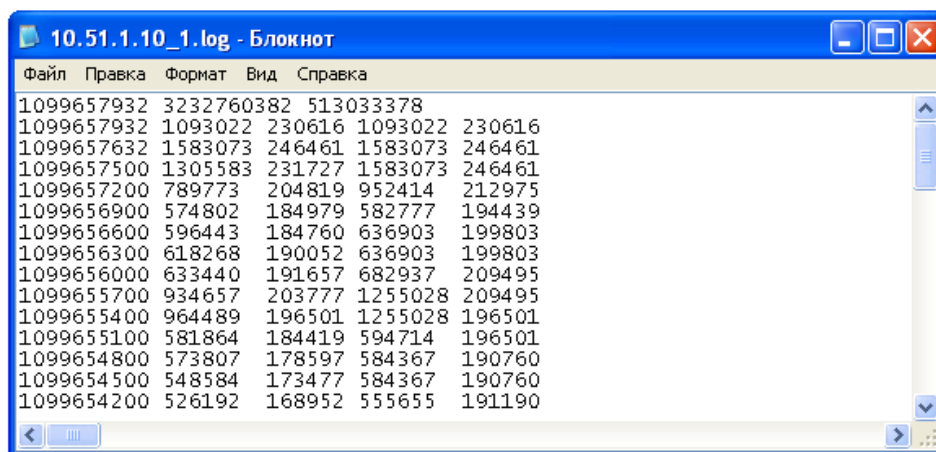 10.51.1.10_1.log - Блокнот
Файл Правка Формат Вид Справка
1099657932 3232760382 513033378
1099657932 1093022 230616 1093022 230616
1099657632 1583073 246461 1583073 246461
1099657500 1305583 231727 1583073 246461
1099657200 789773 204819 952414 212975
1099656900 574802 184979 582777 194439
1099656600 596443 184760 636903 199803
1099656300 618268 190052 636903 199803
1099656000 633440 191657 682937 209495
1099655700 934657 203777 1255028 209495
1099655400 964489 196501 1255028 196501
1099655100 581864 184419 594714 196501
1099654800 573807 178597 584367 190760
1099654500 548584 173477 584367 190760
1099654200 526192 168952 555655 191190